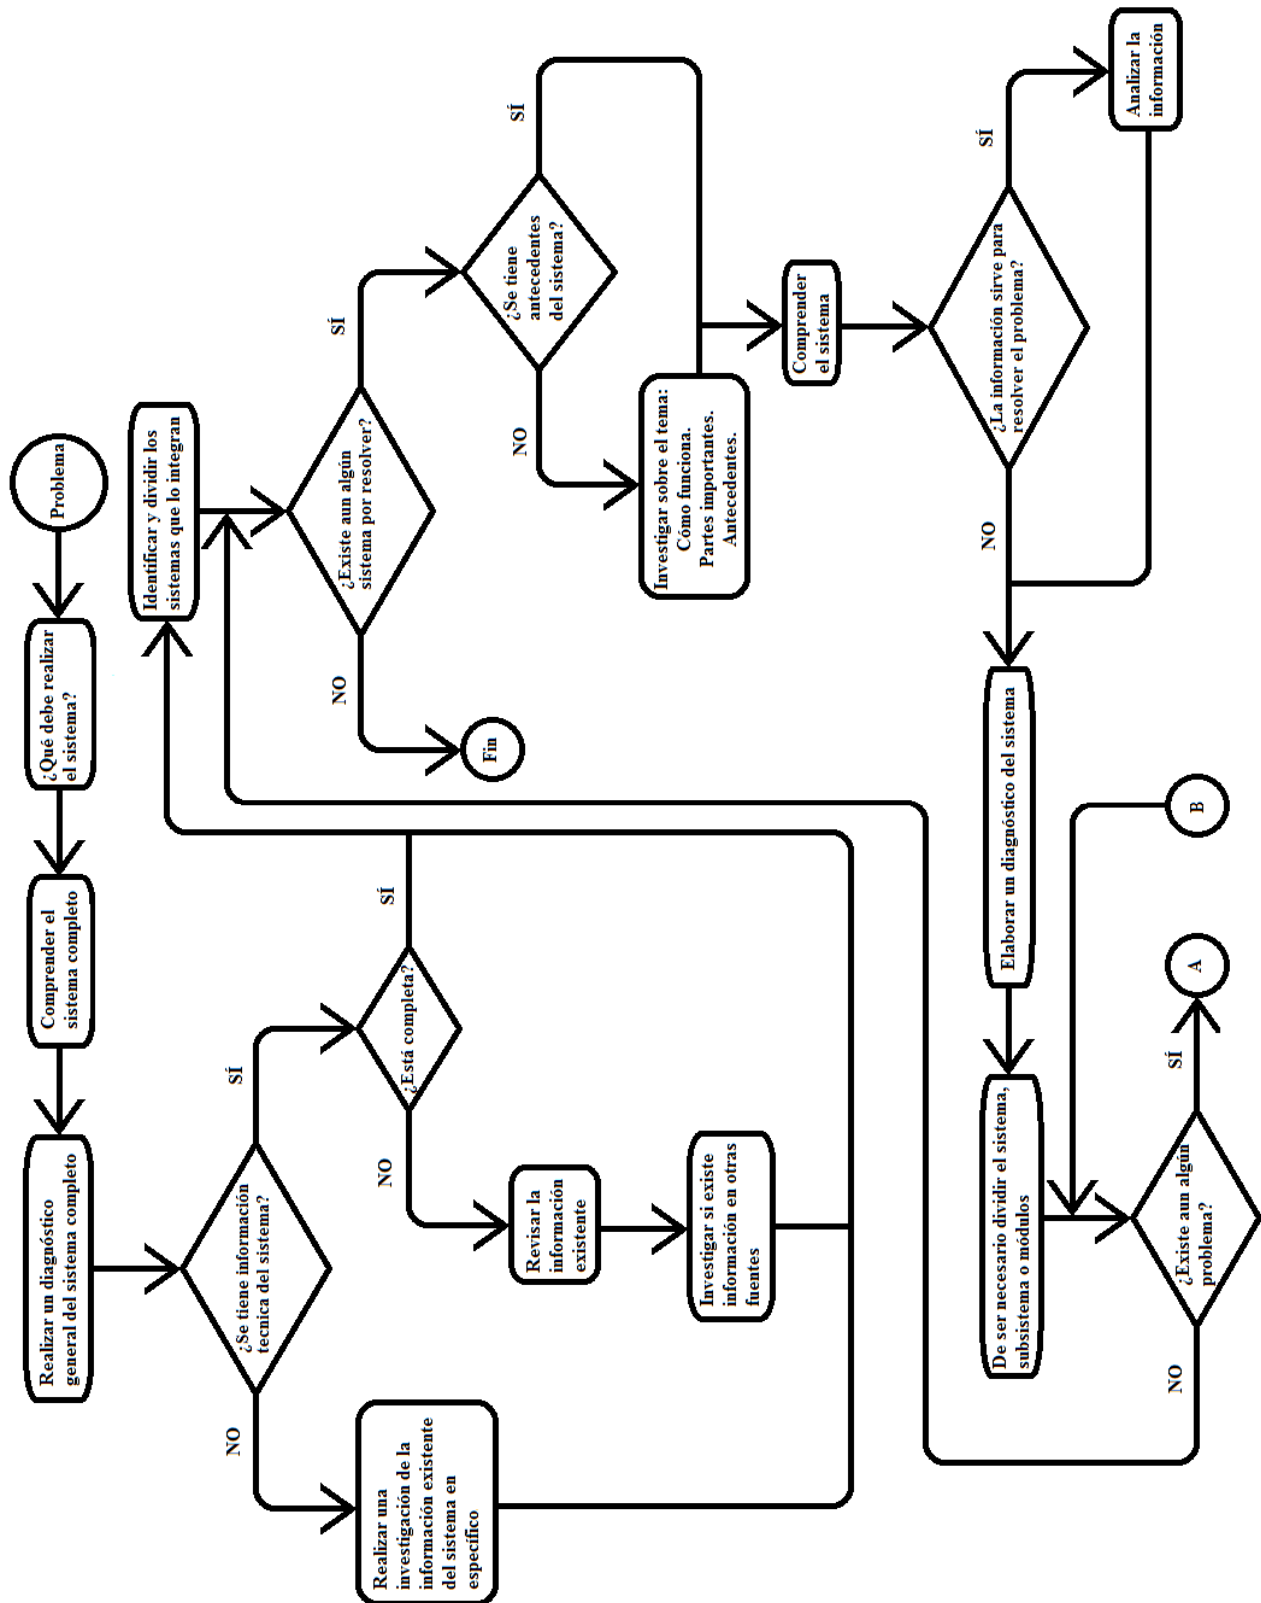 Problema
¿Qué debe realizar
el sistema?
Comprender el
sistema completo
Realizar un diagnóstico
general del sistema completo
¿Se tiene información
tecnica del sistema?
NO
SÍ
Realizar una
investigación de la
información existente
del sistema en
específico
¿Está completa?
NO
SÍ
Revisar la
información
existente
Investigar si existe
información en otras
fuentes
Identificar y dividir los
sistemas que lo integran
¿Existe aun algún
sistema por resolver?
NO
SÍ
Fin
¿Se tiene
antecedentes
del sistema?
NO
SÍ
Investigar sobre el tema:
Cómo funciona.
Partes importantes.
Antecedentes.
Comprender
el sistema
¿La información sirve para
resolver el problema?
NO
SÍ
Analizar la
información
Elaborar un diagnóstico del sistema
De ser necesario dividir el sistema,
subsistema o módulos
B
¿Existe aun algún
problema?
NO
SÍ
A